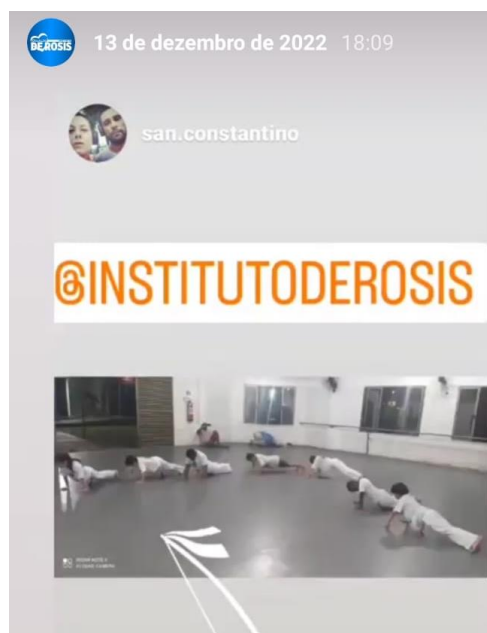 DEROSIS
13 de dezembro de 2022 18:09
san.constantino
@INSTITUTODEROSIS